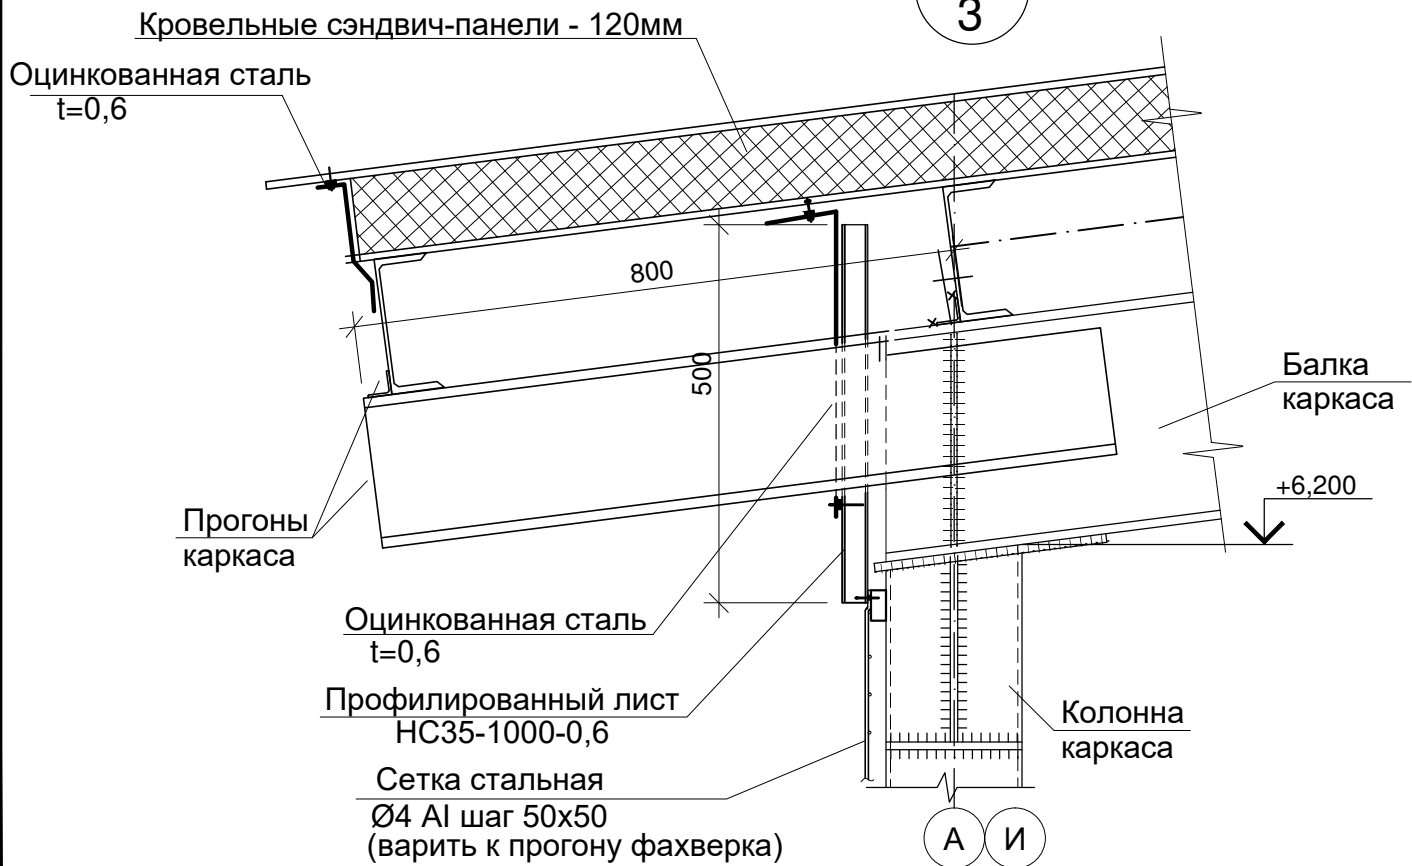 3
Кровельные сэндвич-панели - 120мм
Оцинкованная сталь
t=0,6
800
500
Балка
каркаса
+6,200
Прогоны
каркаса
Оцинкованная сталь
t=0,6
Профилированный лист
НС35-1000-0,6
Колонна
каркаса
Сетка стальная
Ø4 АI шаг 50х50
(варить к прогону фахверка)
А И